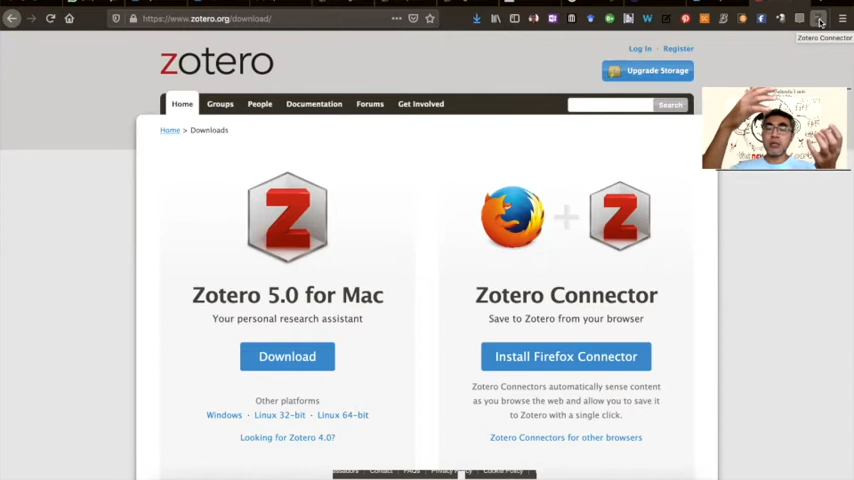 https://www.zotero.org/download/
Zotero Connector
zotero
Log In · Register
Upgrade Storage
Home Groups People Documentation Forums Get Involved
Search
Home > Downloads
Z
Z
Zotero 5.0 for Mac
Your personal research assistant
Download
Other platforms
Windows · Linux 32-bit · Linux 64-bit
Looking for Zotero 4.0?
Zotero Connector
Save to Zotero from your browser
Install Firefox Connector
Zotero Connectors automatically sense content
as you browse the web and allow you to save it
to Zotero with a single click.
Zotero Connectors for other browsers